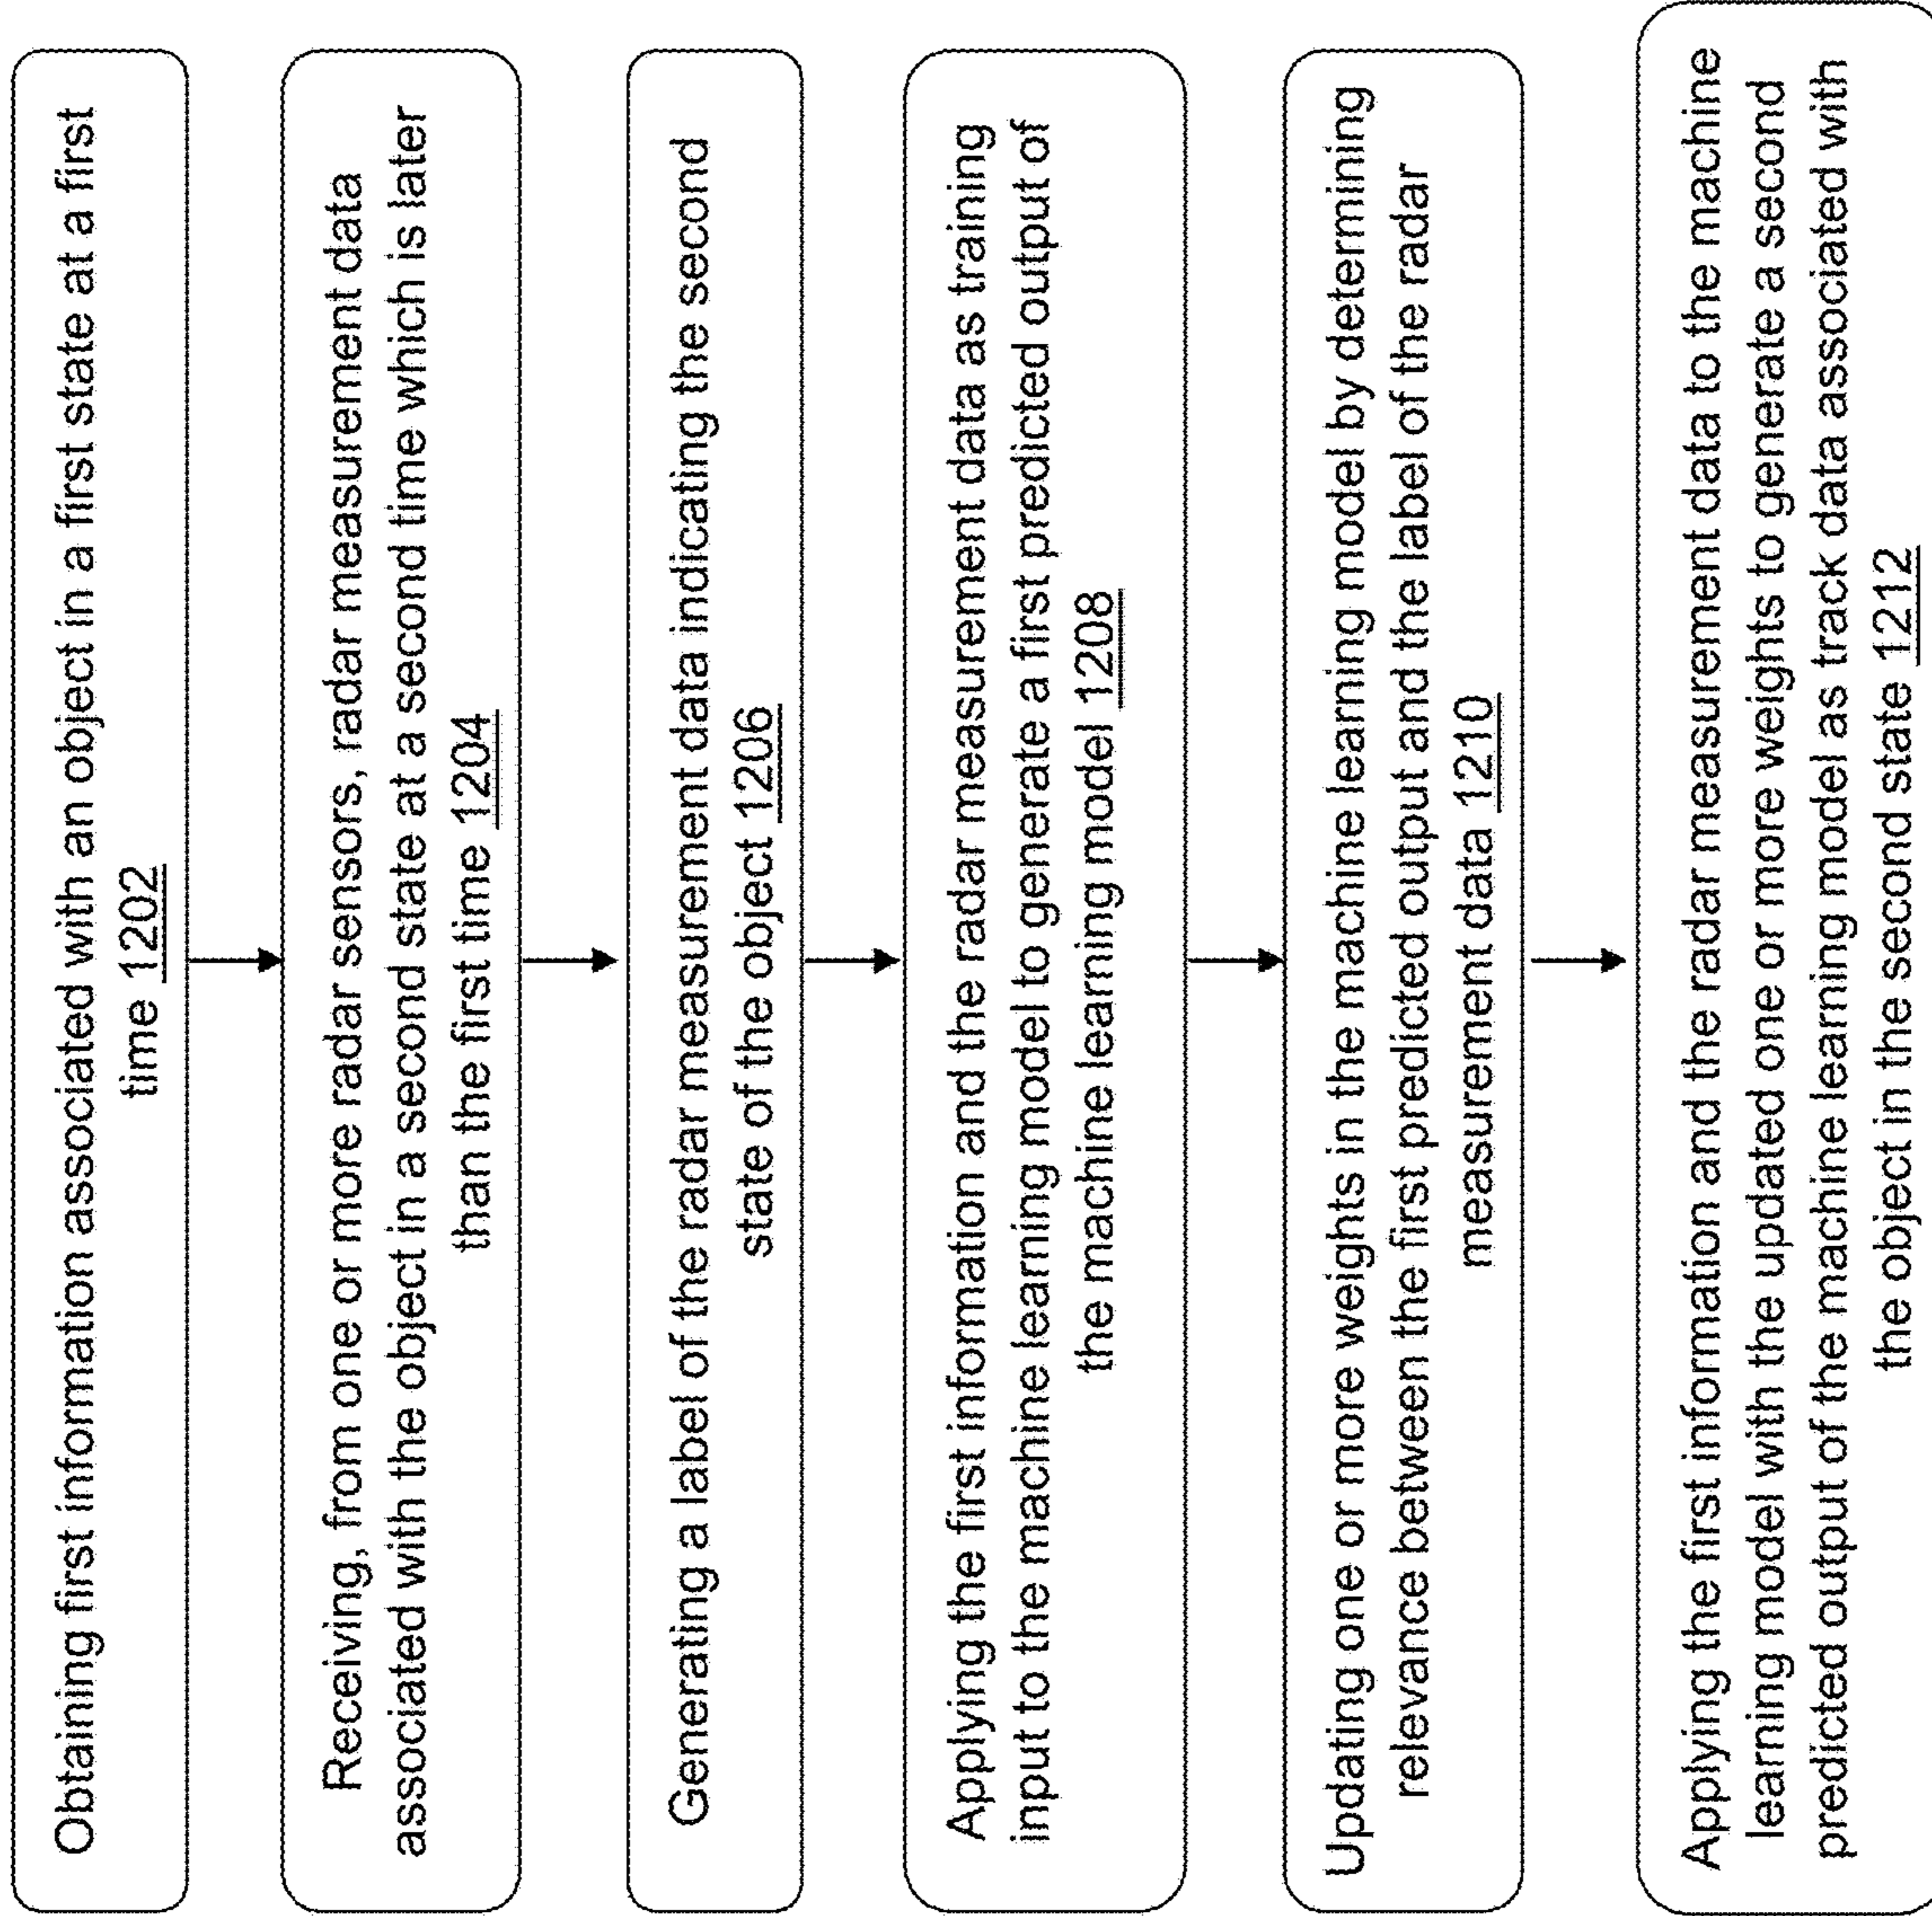 Obtaining first information associated with an object in a first state at a first
time 1202
Receiving, from one or more radar sensors, radar measurement data
associated with the object in a second state at a second time which is later
than the first time 1204
Generating a label of the radar measurement data indicating the second
state of the object 1206
Applying the first information and the radar measurement data as training
input to the machine learning model to generate a first predicted output of
the machine learning model 1208
Updating one or more weights in the machine learning model by determining
relevance between the first predicted output and the label of the radar
measurement data 1210
Applying the first information and the radar measurement data to the machine
learning model with the updated one or more weights to generate a second
predicted output of the machine learning model as track data associated with
the object in the second state 1212